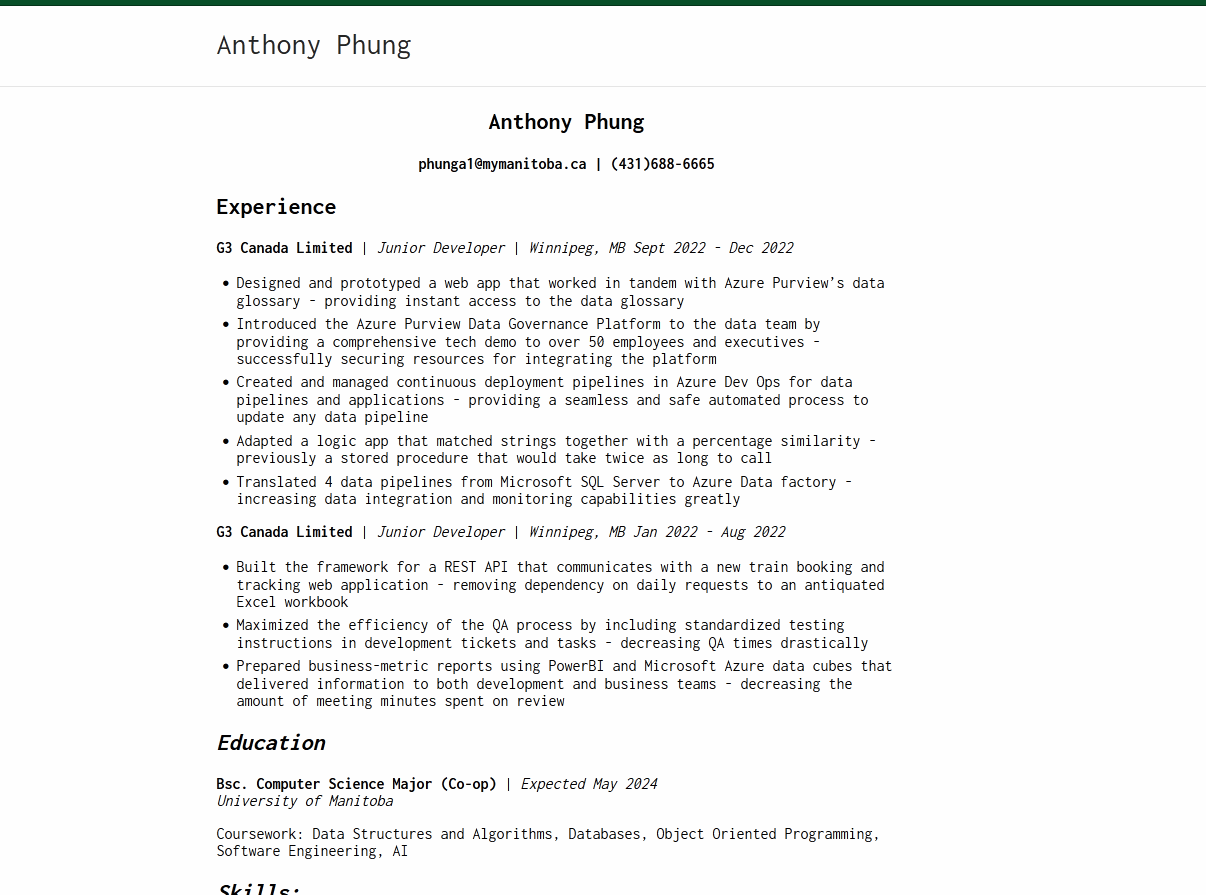 Anthony Phung
Anthony Phung
phunga1@mymanitoba.ca | (431)688-6665
Experience
G3 Canada Limited | Junior Developer | Winnipeg, MB Sept 2022 - Dec 2022
• Designed and prototyped a web app that worked in tandem with Azure Purview’s data
glossary - providing instant access to the data glossary
• Introduced the Azure Purview Data Governance Platform to the data team by
providing a comprehensive tech demo to over 50 employees and executives -
successfully securing resources for integrating the platform
• Created and managed continuous deployment pipelines in Azure Dev Ops for data
pipelines and applications - providing a seamless and safe automated process to
update any data pipeline
• Adapted a logic app that matched strings together with a percentage similarity -
previously a stored procedure that would take twice as long to call
• Translated 4 data pipelines from Microsoft SQL Server to Azure Data factory -
increasing data integration and monitoring capabilities greatly
G3 Canada Limited | Junior Developer | Winnipeg, MB Jan 2022 - Aug 2022
• Built the framework for a REST API that communicates with a new train booking and
tracking web application - removing dependency on daily requests to an antiquated
Excel workbook
• Maximized the efficiency of the QA process by including standardized testing
instructions in development tickets and tasks - decreasing QA times drastically
• Prepared business-metric reports using PowerBI and Microsoft Azure data cubes that
delivered information to both development and business teams - decreasing the
amount of meeting minutes spent on review
Education
Bsc. Computer Science Major (Co-op) | Expected May 2024
University of Manitoba
Coursework: Data Structures and Algorithms, Databases, Object Oriented Programming,
Software Engineering, AI
Skills: